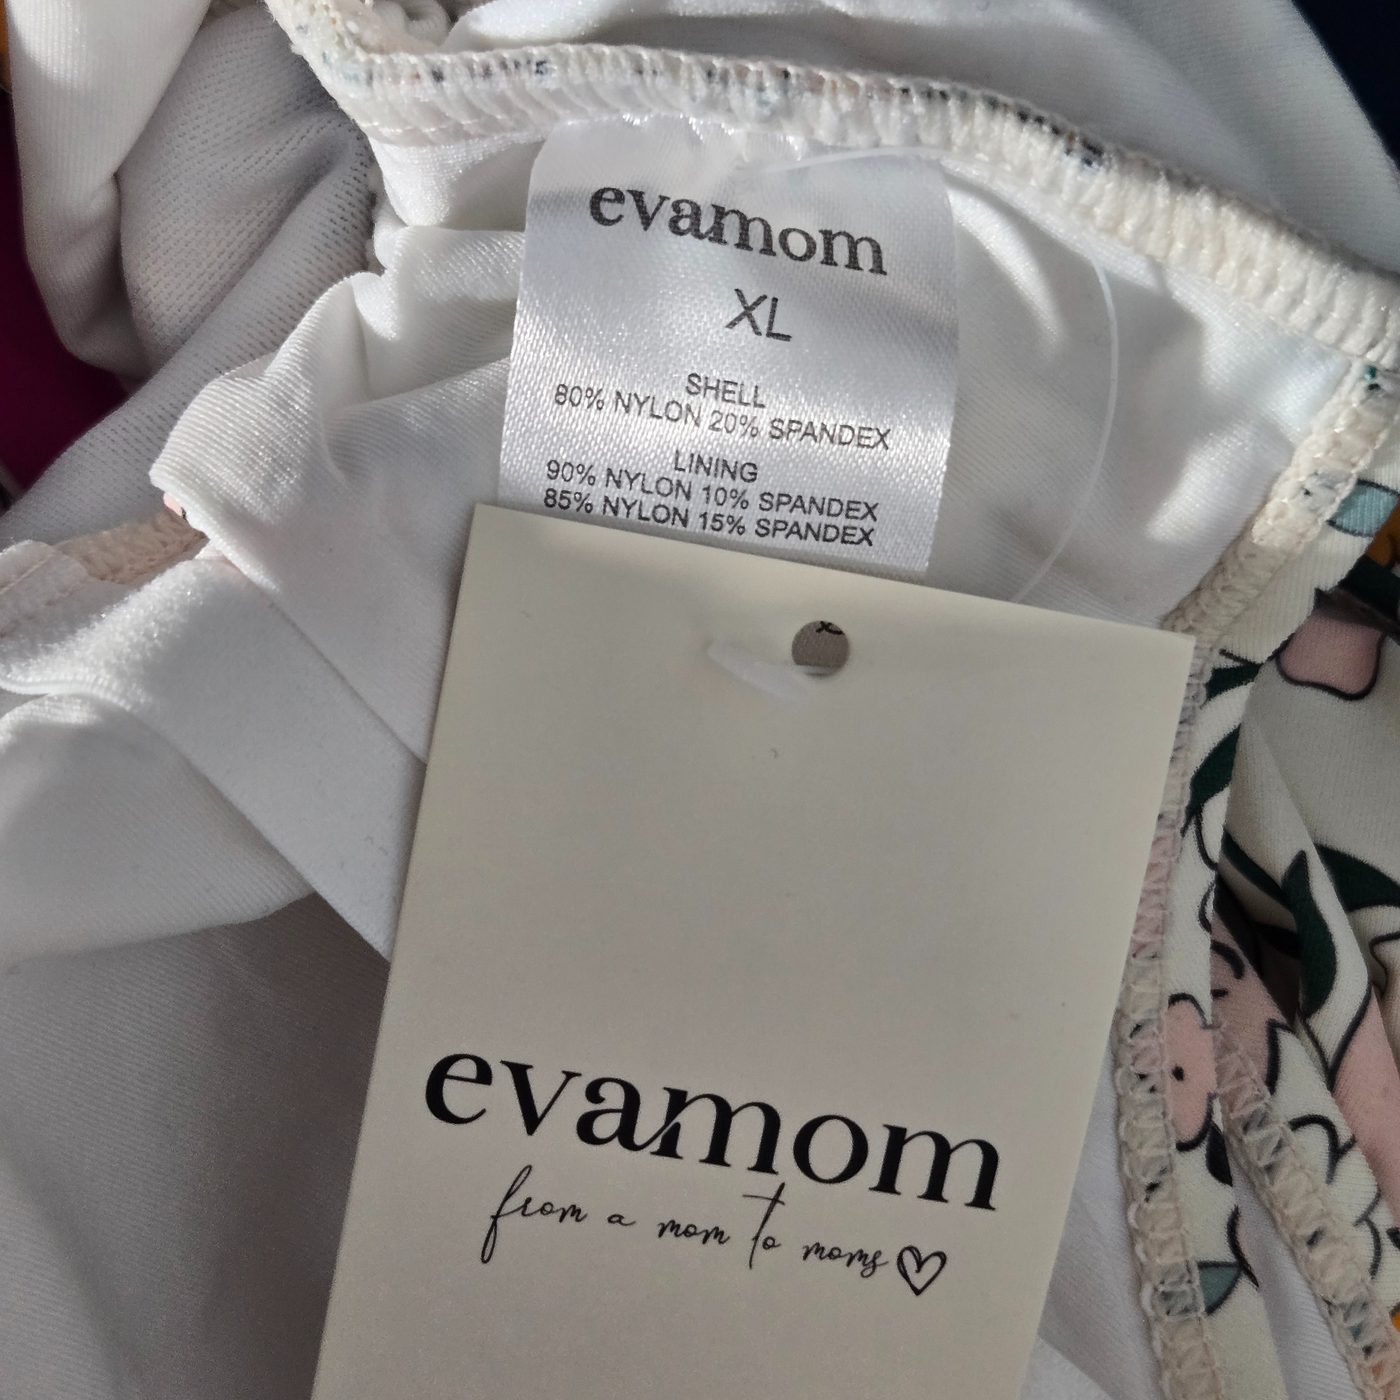 evamom
XL
SHELL
80% NYLON 20% SPANDEX
LINING
90% NYLON 10% SPANDEX
85% NYLON 15% SPANDEX
evamom
from a mom to moms♡